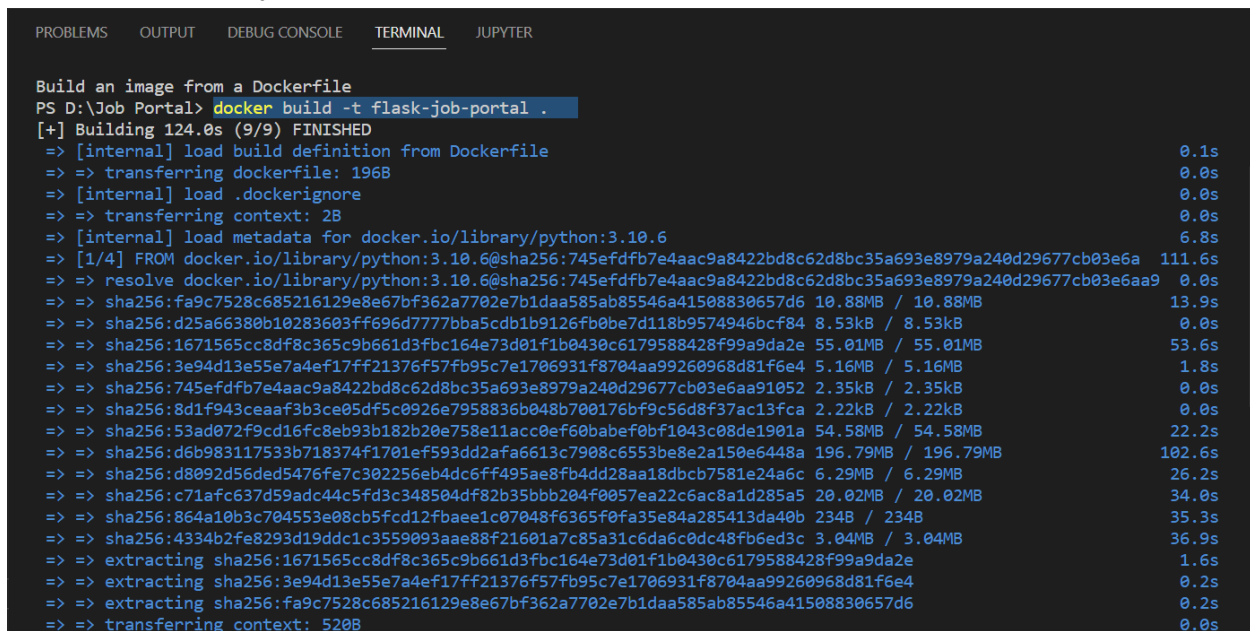 PROBLEMS OUTPUT DEBUG CONSOLE TERMINAL JUPYTER
Build an image from a Dockerfile
PS D:\Job Portal> docker build -t flask-job-portal .
[+] Building 124.0s (9/9) FINISHED
=> [internal] load build definition from Dockerfile 0.1s
=> => transferring dockerfile: 196B 0.0s
=> [internal] load .dockerignore 0.0s
=> => transferring context: 2B 0.0s
=> [internal] load metadata for docker.io/library/python:3.10.6 6.8s
=> [1/4] FROM docker.io/library/python:3.10.6@sha256:745efdfb7e4aac9a8422bd8c62d8bc35a693e8979a240d29677cb03e6a 111.6s
=> => resolve docker.io/library/python:3.10.6@sha256:745efdfb7e4aac9a8422bd8c62d8bc35a693e8979a240d29677cb03e6aa9 0.0s
=> => sha256:fa9c7528c685216129e8e67bf362a7702e7b1daa585ab85546a41508830657d6 10.88MB / 10.88MB 13.9s
=> => sha256:d25a66380b10283603ff696d7777bba5cdb1b9126fb0be7d118b9574946bcf84 8.53kB / 8.53kB 0.0s
=> => sha256:1671565cc8df8c365c9b661d3fbc164e73d01f1b0430c6179588428f99a9da2e 55.01MB / 55.01MB 53.6s
=> => sha256:3e94d13e55e7a4ef17ff21376f57fb95c7e1706931f8704aa99260968d81f6e4 5.16MB / 5.16MB 1.8s
=> => sha256:745efdfb7e4aac9a8422bd8c62d8bc35a693e8979a240d29677cb03e6aa91052 2.35kB / 2.35kB 0.0s
=> => sha256:8d1f943ceaaf3b3ce05df5c0926e7958836b048b700176bf9c56d8f37ac13fca 2.22kB / 2.22kB 0.0s
=> => sha256:53ad072f9cd16fc8eb93b182b20e758e11acc0ef60babef0bf1043c08de1901a 54.58MB / 54.58MB 22.2s
=> => sha256:d6b983117533b718374f1701ef593dd2afa6613c7908c6553be8e2a150e6448a 196.79MB / 196.79MB 102.6s
=> => sha256:d8092d56ded5476fe7c302256eb4dc6ff495ae8fb4dd28aa18dbcb7581e24a6c 6.29MB / 6.29MB 26.2s
=> => sha256:c71afc637d59adc44c5fd3c348504df82b35bbb204f0057ea22c6ac8a1d285a5 20.02MB / 20.02MB 34.0s
=> => sha256:864a10b3c704553e08cb5fcd12fbaee1c07048f6365f0fa35e84a285413da40b 234B / 234B 35.3s
=> => sha256:4334b2fe8293d19ddc1c3559093aae88f21601a7c85a31c6da6c0dc48fb6ed3c 3.04MB / 3.04MB 36.9s
=> => extracting sha256:1671565cc8df8c365c9b661d3fbc164e73d01f1b0430c6179588428f99a9da2e 1.6s
=> => extracting sha256:3e94d13e55e7a4ef17ff21376f57fb95c7e1706931f8704aa99260968d81f6e4 0.2s
=> => extracting sha256:fa9c7528c685216129e8e67bf362a7702e7b1daa585ab85546a41508830657d6 0.2s
=> => transferring context: 520B 0.0s